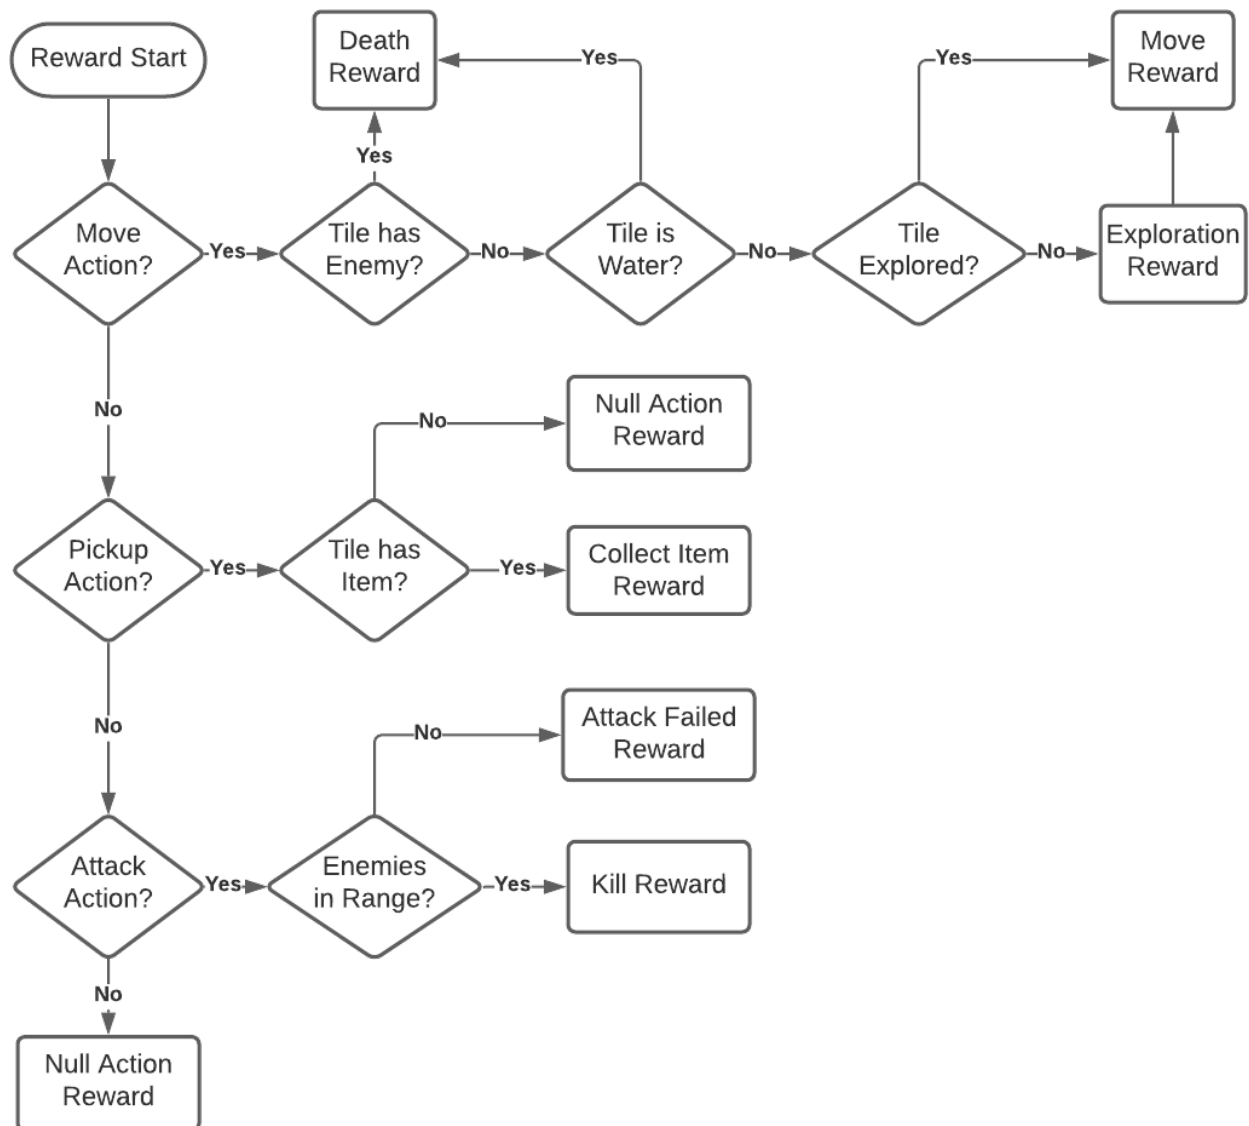 Reward Start
Death
Reward
Yes
Yes
Move
Reward
Yes
Move
Action?
Yes
Tile has
Enemy?
No
Tile is
Water?
No
Tile
Explored?
No
Exploration
Reward
No
No
Null Action
Reward
Pickup
Action?
Yes
Tile has
Item?
Yes
Collect Item
Reward
No
No
Attack Failed
Reward
Attack
Action?
Yes
Enemies
in Range?
Yes
Kill Reward
No
Null Action
Reward